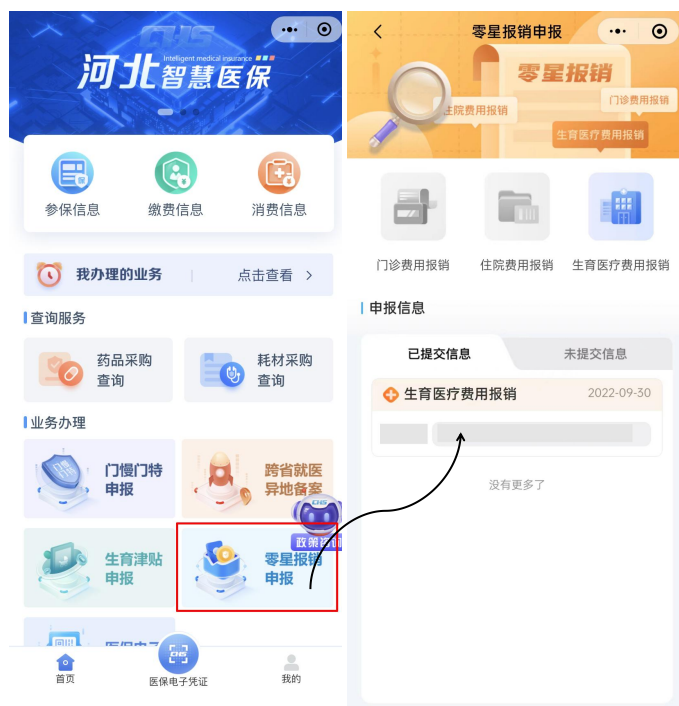 CHS
河北智慧医保
Intelligent medical insurance
参保信息
缴费信息
消费信息
我办理的业务
点击查看
查询服务
药品采购
查询
耗材采购
查询
业务办理
门慢门特
申报
跨省就医
异地备案
CHS
政策咨询
生育津贴
申报
零星报销
申报
首页
CHS
医保电子凭证
我的
零星报销申报
零星报销
门诊费用报销
住院费用报销
生育医疗费用报销
门诊费用报销
住院费用报销
生育医疗费用报销
申报信息
已提交信息
未提交信息
生育医疗费用报销
2022-09-30
没有更多了